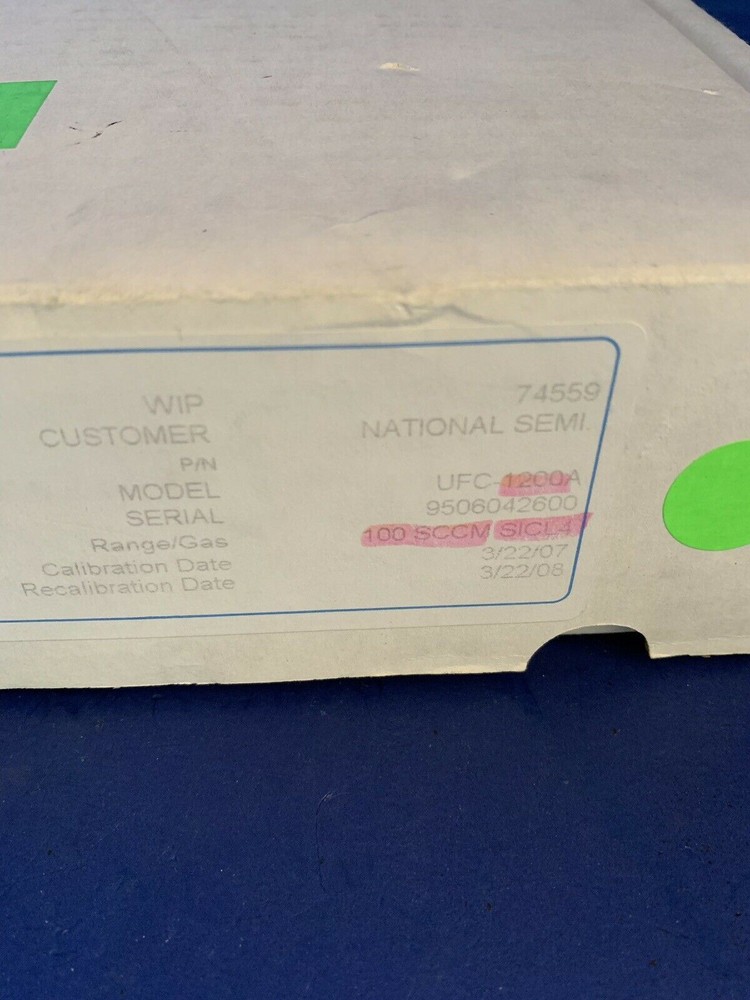 WIP 74559
CUSTOMER NATIONAL SEMI.
P/N
MODEL UFC-1200A
SERIAL 9506042600
Range/Gas 100 SCCM SICL4
Calibration Date 3/22/07
Recalibration Date 3/22/08